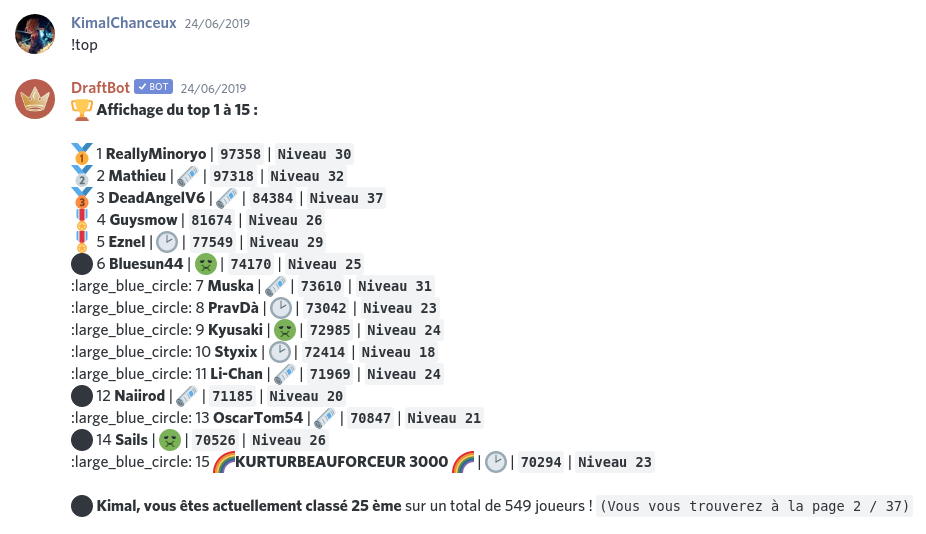 KimalChanceux 24/06/2019
!top
DraftBot BOT 24/06/2019
Affichage du top 1 à 15 :
1 ReallyMinoryo | 97358 | Niveau 30
2 Mathieu | | 97318 | Niveau 32
3 DeadAngelV6 | | 84384 | Niveau 37
4 Guysmow | 81674 | Niveau 26
5 Eznel | | 77549 | Niveau 29
6 Bluesun44 | | 74170 | Niveau 25
:large_blue_circle: 7 Muska | | 73610 | Niveau 31
:large_blue_circle: 8 PravDà | | 73042 | Niveau 23
:large_blue_circle: 9 Kyusaki | | 72985 | Niveau 24
:large_blue_circle: 10 Styxix | | 72414 | Niveau 18
:large_blue_circle: 11 Li-Chan | | 71969 | Niveau 24
12 Naiirod | | 71185 | Niveau 20
:large_blue_circle: 13 OscarTom54 | | 70847 | Niveau 21
14 Sails | | 70526 | Niveau 26
:large_blue_circle: 15 KURTURBEAUFORCEUR 3000 | | 70294 | Niveau 23
Kimal, vous êtes actuellement classé 25 ème sur un total de 549 joueurs ! (Vous vous trouverez à la page 2 / 37)